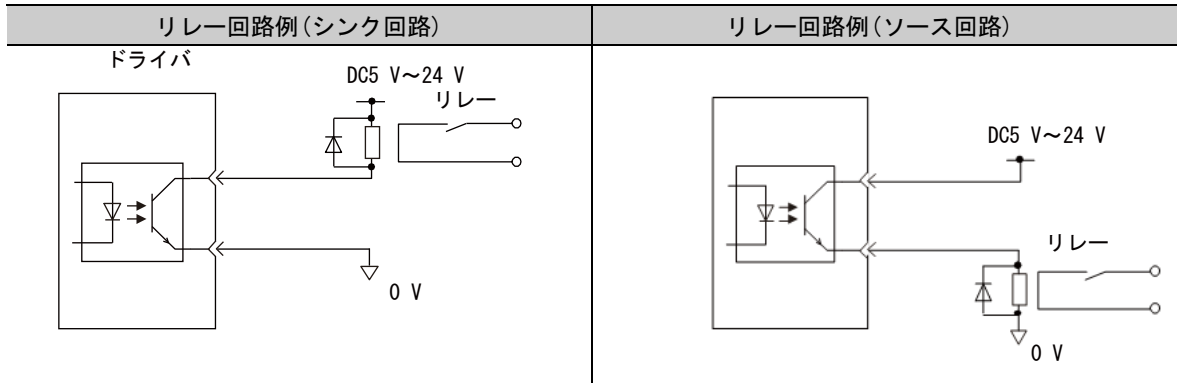 リレー回路例(シンク回路)
リレー回路例(ソース回路)
ドライバ
DC5 V～24 V
リレー
0 V
DC5 V～24 V
リレー
0 V